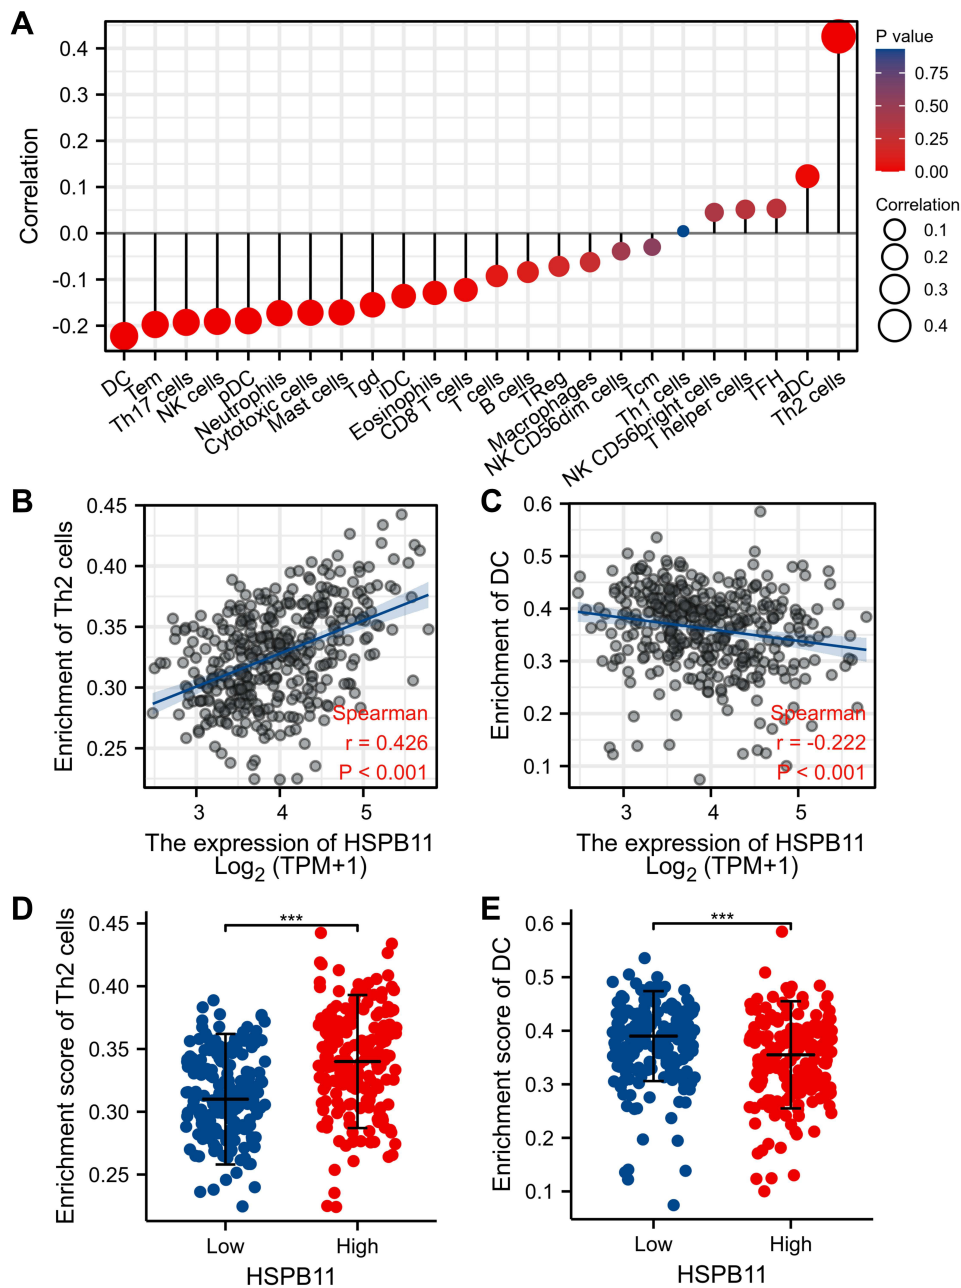 A
Correlation
0.4
0.3
0.2
0.1
0.0
-0.1
-0.2
DC
Tem
Th17 cells
NK cells
pDC
Neutrophils
Cytotoxic cells
Mast cells
Tgd
iDC
Eosinophils
CD8 T cells
T cells
B cells
TReg
Macrophages
NK CD56dim cells
Tcm
Th1 cells
NK CD56bright cells
T helper cells
TFH
aDC
Th2 cells
P value
0.75
0.50
0.25
0.00
Correlation
0.1
0.2
0.3
0.4
B
Enrichment of Th2 cells
0.45
0.40
0.35
0.30
0.25
Spearman
r = 0.426
P < 0.001
3 4 5
The expression of HSPB11
Log2 (TPM+1)
C
Enrichment of DC
0.6
0.5
0.4
0.3
0.2
0.1
Spearman
r = -0.222
P < 0.001
3 4 5
The expression of HSPB11
Log2 (TPM+1)
D
Enrichment score of Th2 cells
0.45
0.40
0.35
0.30
0.25
***
Low High
HSPB11
E
Enrichment score of DC
0.6
0.5
0.4
0.3
0.2
0.1
***
Low High
HSPB11